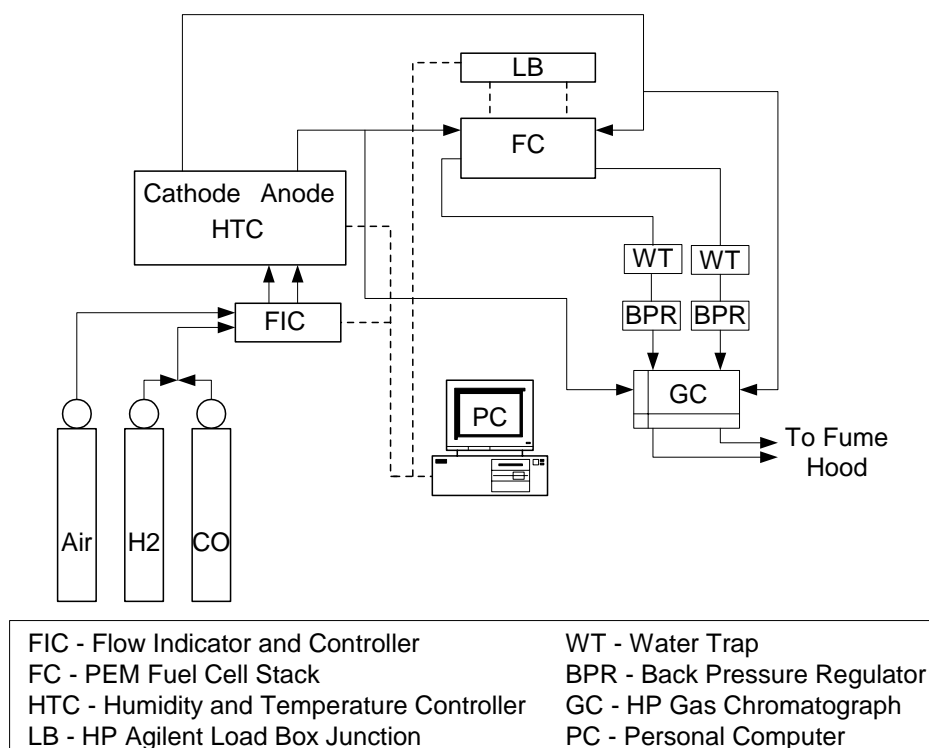 LB
FC
Cathode Anode
HTC
WT WT
FIC
BPR BPR
GC
PC
To Fume
Hood
Air H2 CO
FIC - Flow Indicator and Controller
FC - PEM Fuel Cell Stack
HTC - Humidity and Temperature Controller
LB - HP Agilent Load Box Junction
WT - Water Trap
BPR - Back Pressure Regulator
GC - HP Gas Chromatograph
PC - Personal Computer